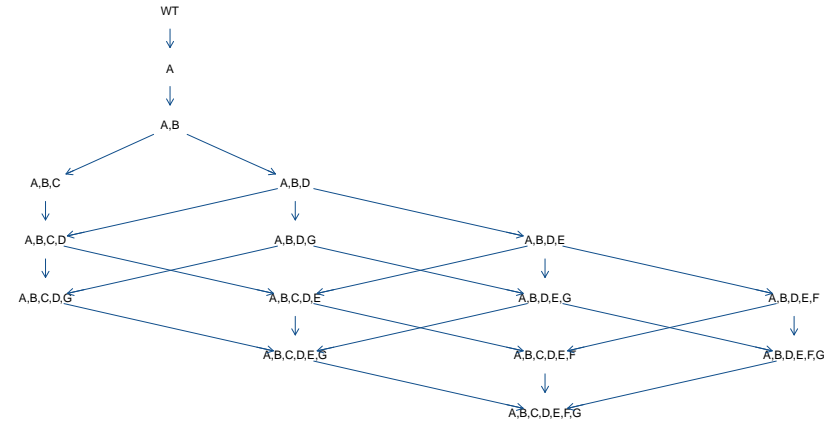 WT
A
A,B
A,B,C
A,B,D
A,B,C,D
A,B,D,G
A,B,D,E
A,B,C,D,G
A,B,C,D,E
A,B,D,E,G
A,B,D,E,F
A,B,C,D,E,G
A,B,C,D,E,F
A,B,D,E,F,G
A,B,C,D,E,F,G